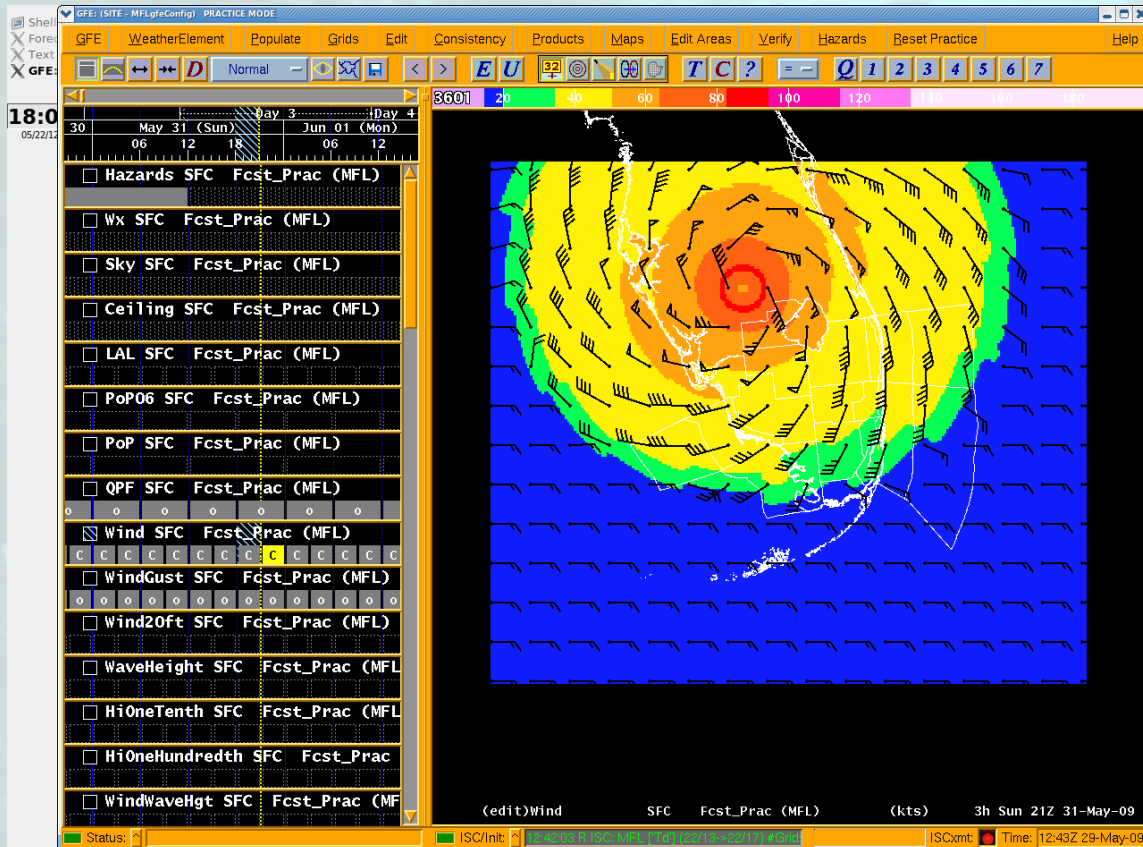 Shell
Text
GFE:
18:0
05/22/12
GFE: (SITE - MFLgfeConfig) PRACTICE MODE
GFE WeatherElement Populate Grids Edit Consistency Products Maps Edit Areas Verify Hazards Reset Practice Help
D Normal < > E U 32 T C ? = Q 1 2 3 4 5 6 7
3601 20 40 60 80 100 120 140 160 180
Day 3 Day 4
30 May 31 (Sun) Jun 01 (Mon)
06 12 18 06 12
Hazards SFC Fcst_Prac (MFL)
Wx SFC Fcst_Prac (MFL)
Sky SFC Fcst_Prac (MFL)
Ceiling SFC Fcst_Prac (MFL)
LAL SFC Fcst_Prac (MFL)
PoP06 SFC Fcst_Prac (MFL)
PoP SFC Fcst_Prac (MFL)
QPF SFC Fcst_Prac (MFL)
o o o o o o o
Wind SFC Fcst_Prac (MFL)
C C C C C C C C C C C C C C
WindGust SFC Fcst_Prac (MFL)
o o o o o o o o o o o o o o
Wind20ft SFC Fcst_Prac (MFL)
WaveHeight SFC Fcst_Prac (MFL
HiOneTenth SFC Fcst_Prac (MFL
HiOneHundredth SFC Fcst_Prac
WindWaveHgt SFC Fcst_Prac (MF
(edit)Wind SFC Fcst_Prac (MFL) (kts) 3h Sun 21Z 31-May-09
Status: ISC/Init: 12:42:03 R ISC: MFL ['Td'] (22/13->22/17) #Grid ISCxmt: Time: 12:43Z 29-May-09